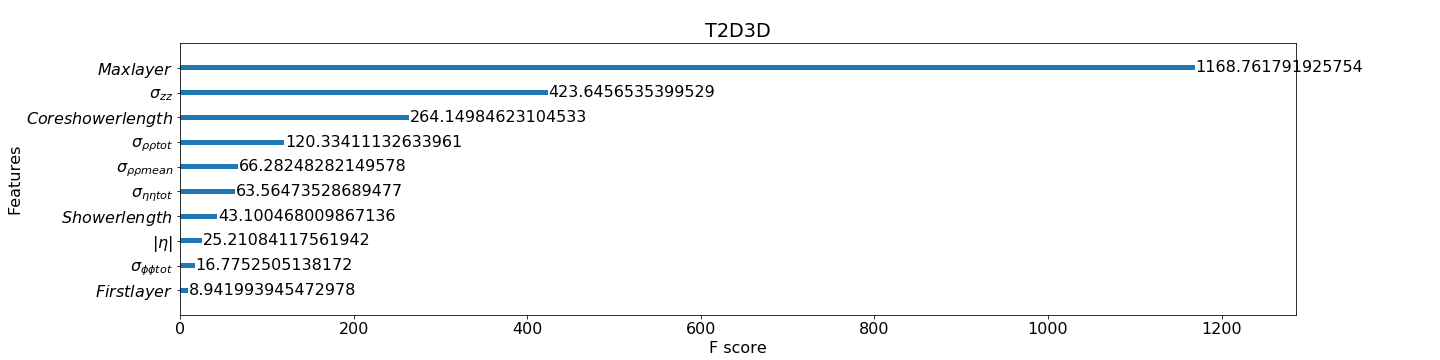 T2D3D
Maxlayer 1168.761791925754
σzz 423.6456535399529
Coreshowerlength 264.14984623104533
σρρtot 120.33411132633961
σρρmean 66.28248282149578
σηηtot 63.56473528689477
Showerlength 43.100468009867136
|η| 25.21084117561942
σϕϕtot 16.7752505138172
Firstlayer 8.941993945472978
Features
0 200 400 600 800 1000 1200
F score